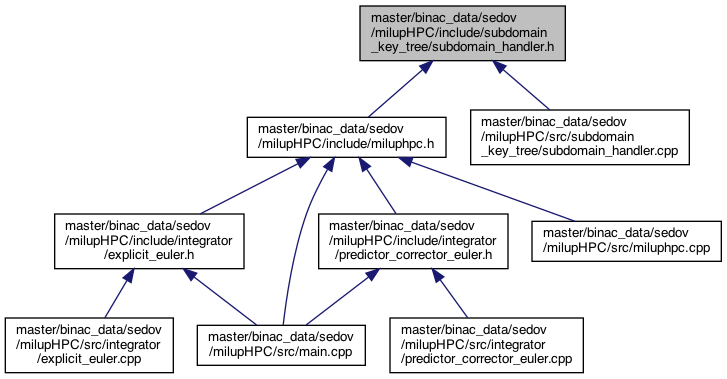 master/binac_data/sedov
/milupHPC/include/subdomain
_key_tree/subdomain_handler.h
master/binac_data/sedov
/milupHPC/include/miluphpc.h
master/binac_data/sedov
/milupHPC/src/subdomain
_key_tree/subdomain_handler.cpp
master/binac_data/sedov
/milupHPC/include/integrator
/explicit_euler.h
master/binac_data/sedov
/milupHPC/include/integrator
/predictor_corrector_euler.h
master/binac_data/sedov
/milupHPC/src/miluphpc.cpp
master/binac_data/sedov
/milupHPC/src/integrator
/explicit_euler.cpp
master/binac_data/sedov
/milupHPC/src/main.cpp
master/binac_data/sedov
/milupHPC/src/integrator
/predictor_corrector_euler.cpp